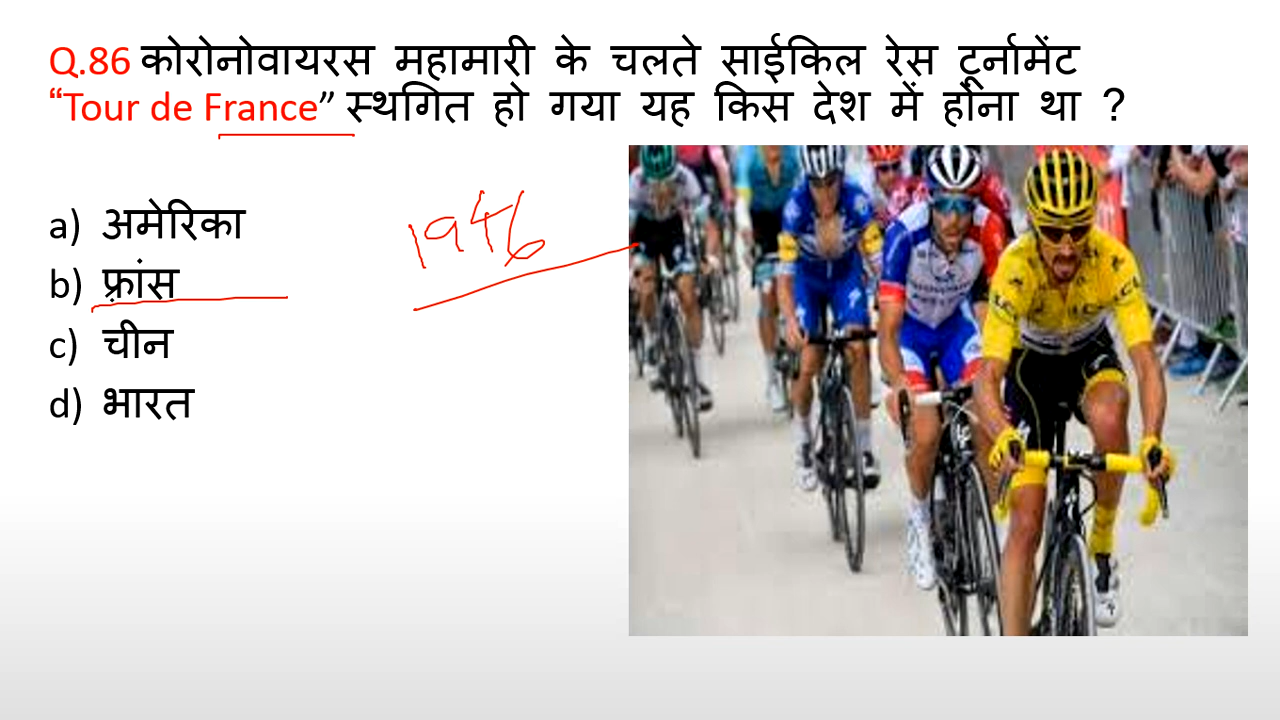 Q.86 कोरोनोवायरस महामारी के चलते साईकिल रेस टूर्नामेंट
“Tour de France” स्थगित हो गया यह किस देश में होना था ?
a) अमेरिका
1946
b) फ़्रांस
c) चीन
d) भारत